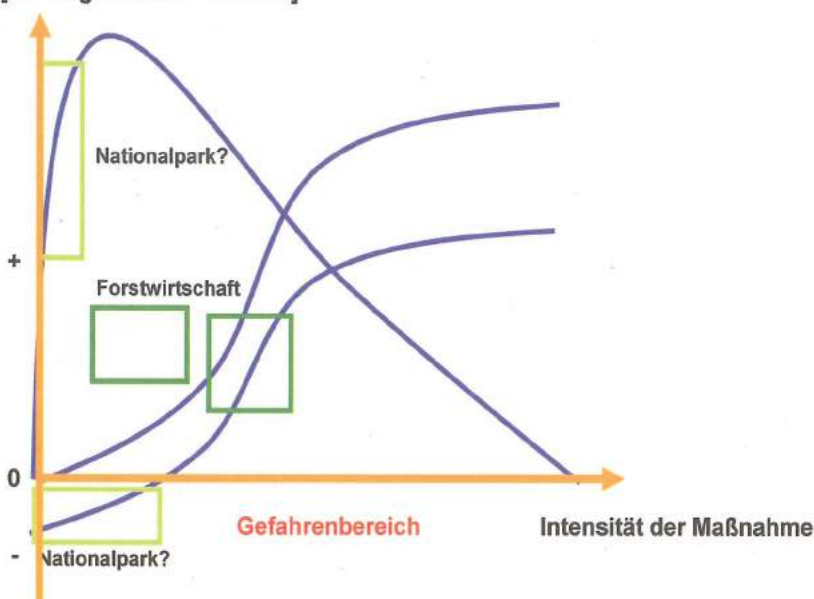 Nationalpark?
+
Forstwirtschaft
0
Gefahrenbereich
Intensität der Maßnahme
-
Nationalpark?